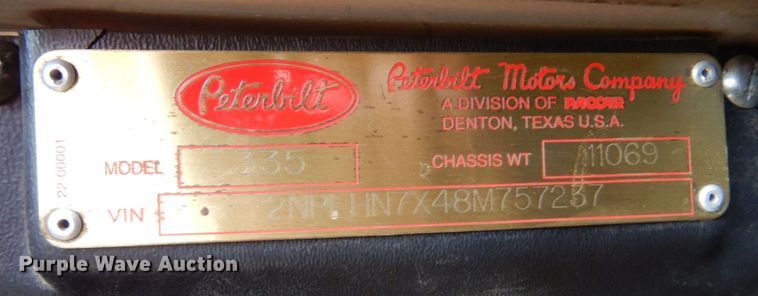 Peterbilt
Peterbilt Motors Company
A DIVISION OF PACCAR
DENTON, TEXAS U.S.A.
MODEL 335 CHASSIS WT 11069
VIN
22-00001
Purple Wave Auction